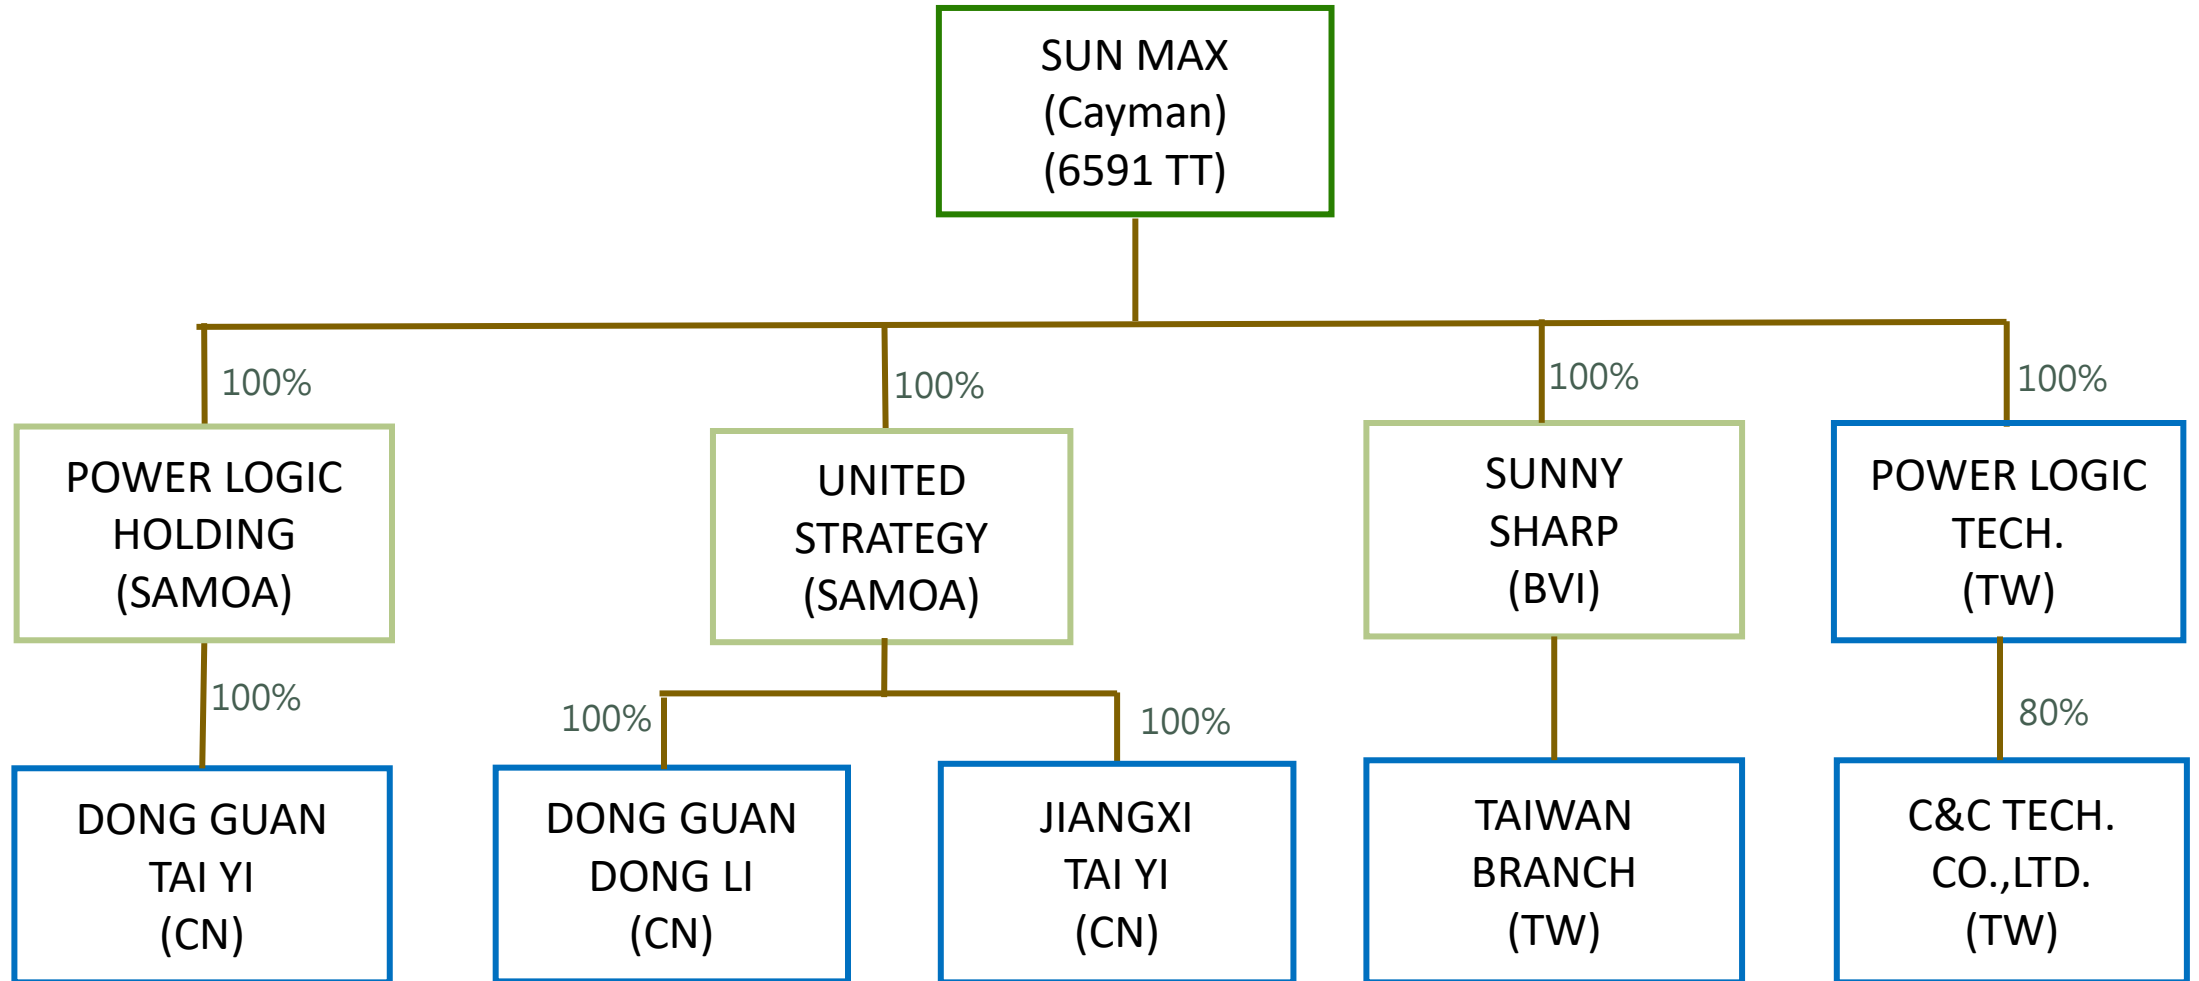 SUN MAX
(Cayman)
(6591 TT)
100%
100%
100%
100%
POWER LOGIC
HOLDING
(SAMOA)
UNITED
STRATEGY
(SAMOA)
SUNNY
SHARP
(BVI)
POWER LOGIC
TECH.
(TW)
100%
100%
100%
80%
DONG GUAN
TAI YI
(CN)
DONG GUAN
DONG LI
(CN)
JIANGXI
TAI YI
(CN)
TAIWAN
BRANCH
(TW)
C&C TECH.
CO.,LTD.
(TW)